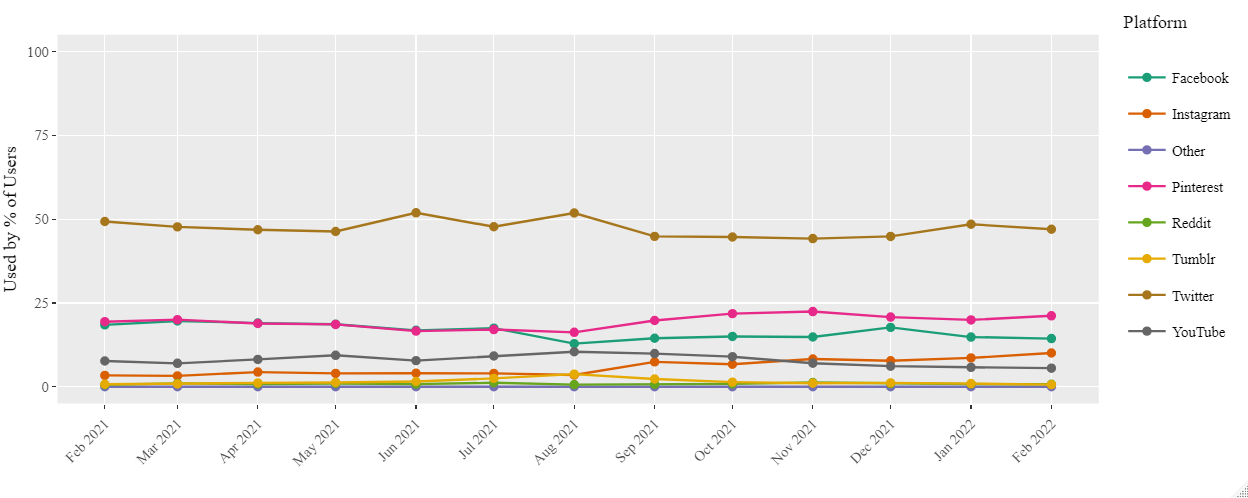 Platform
Facebook
Instagram
Other
Pinterest
Reddit
Tumblr
Twitter
YouTube
Used by % of Users
100
75
50
25
0
Feb 2021
Mar 2021
Apr 2021
May 2021
Jun 2021
Jul 2021
Aug 2021
Sep 2021
Oct 2021
Nov 2021
Dec 2021
Jan 2022
Feb 2022